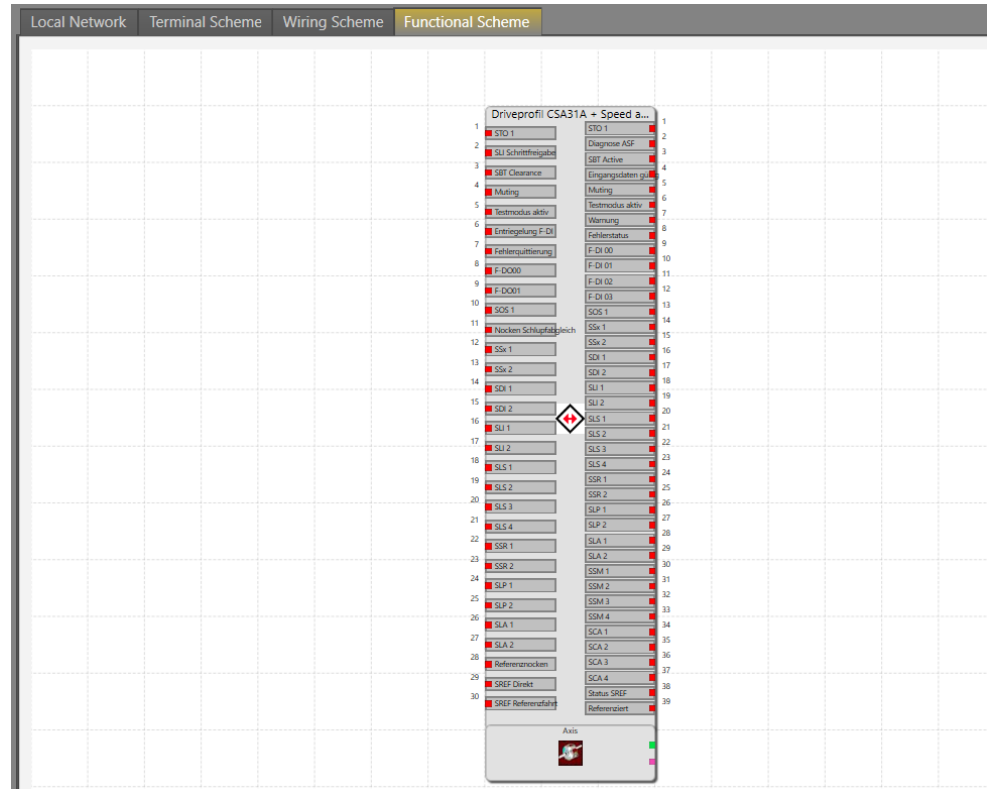 Local Network
Terminal Scheme
Wiring Scheme
Functional Scheme
Driveprofil CSA31A + Speed a...
1 STO 1
2 SLI Schrittfreigabe
3 SBT Clearance
4 Muting
5 Testmodus aktiv
6 Entriegelung F-DI
7 Fehlerquittierung
8 F-DO00
9 F-DO01
10 SOS 1
11 Nocken Schlupfabgleich
12 SSx 1
13 SSx 2
14 SDI 1
15 SDI 2
16 SLI 1
17 SLI 2
18 SLS 1
19 SLS 2
20 SLS 3
21 SLS 4
22 SSR 1
23 SSR 2
24 SLP 1
25 SLP 2
26 SLA 1
27 SLA 2
28 Referenznocken
29 SREF Direkt
30 SREF Referenzfahrt
STO 1 1
Diagnose ASF 2
SBT Active 3
Eingangsdaten gültig 4
Muting 5
Testmodus aktiv 6
Warnung 7
Fehlerstatus 8
F-DI 00 9
F-DI 01 10
F-DI 02 11
F-DI 03 12
SOS 1 13
SSx 1 14
SSx 2 15
SDI 1 16
SDI 2 17
SLI 1 18
SLI 2 19
SLS 1 20
SLS 2 21
SLS 3 22
SLS 4 23
SSR 1 24
SSR 2 25
SLP 1 26
SLP 2 27
SLA 1 28
SLA 2 29
SSM 1 30
SSM 2 31
SSM 3 32
SSM 4 33
SCA 1 34
SCA 2 35
SCA 3 36
SCA 4 37
Status SREF 38
Referenziert 39
Axis